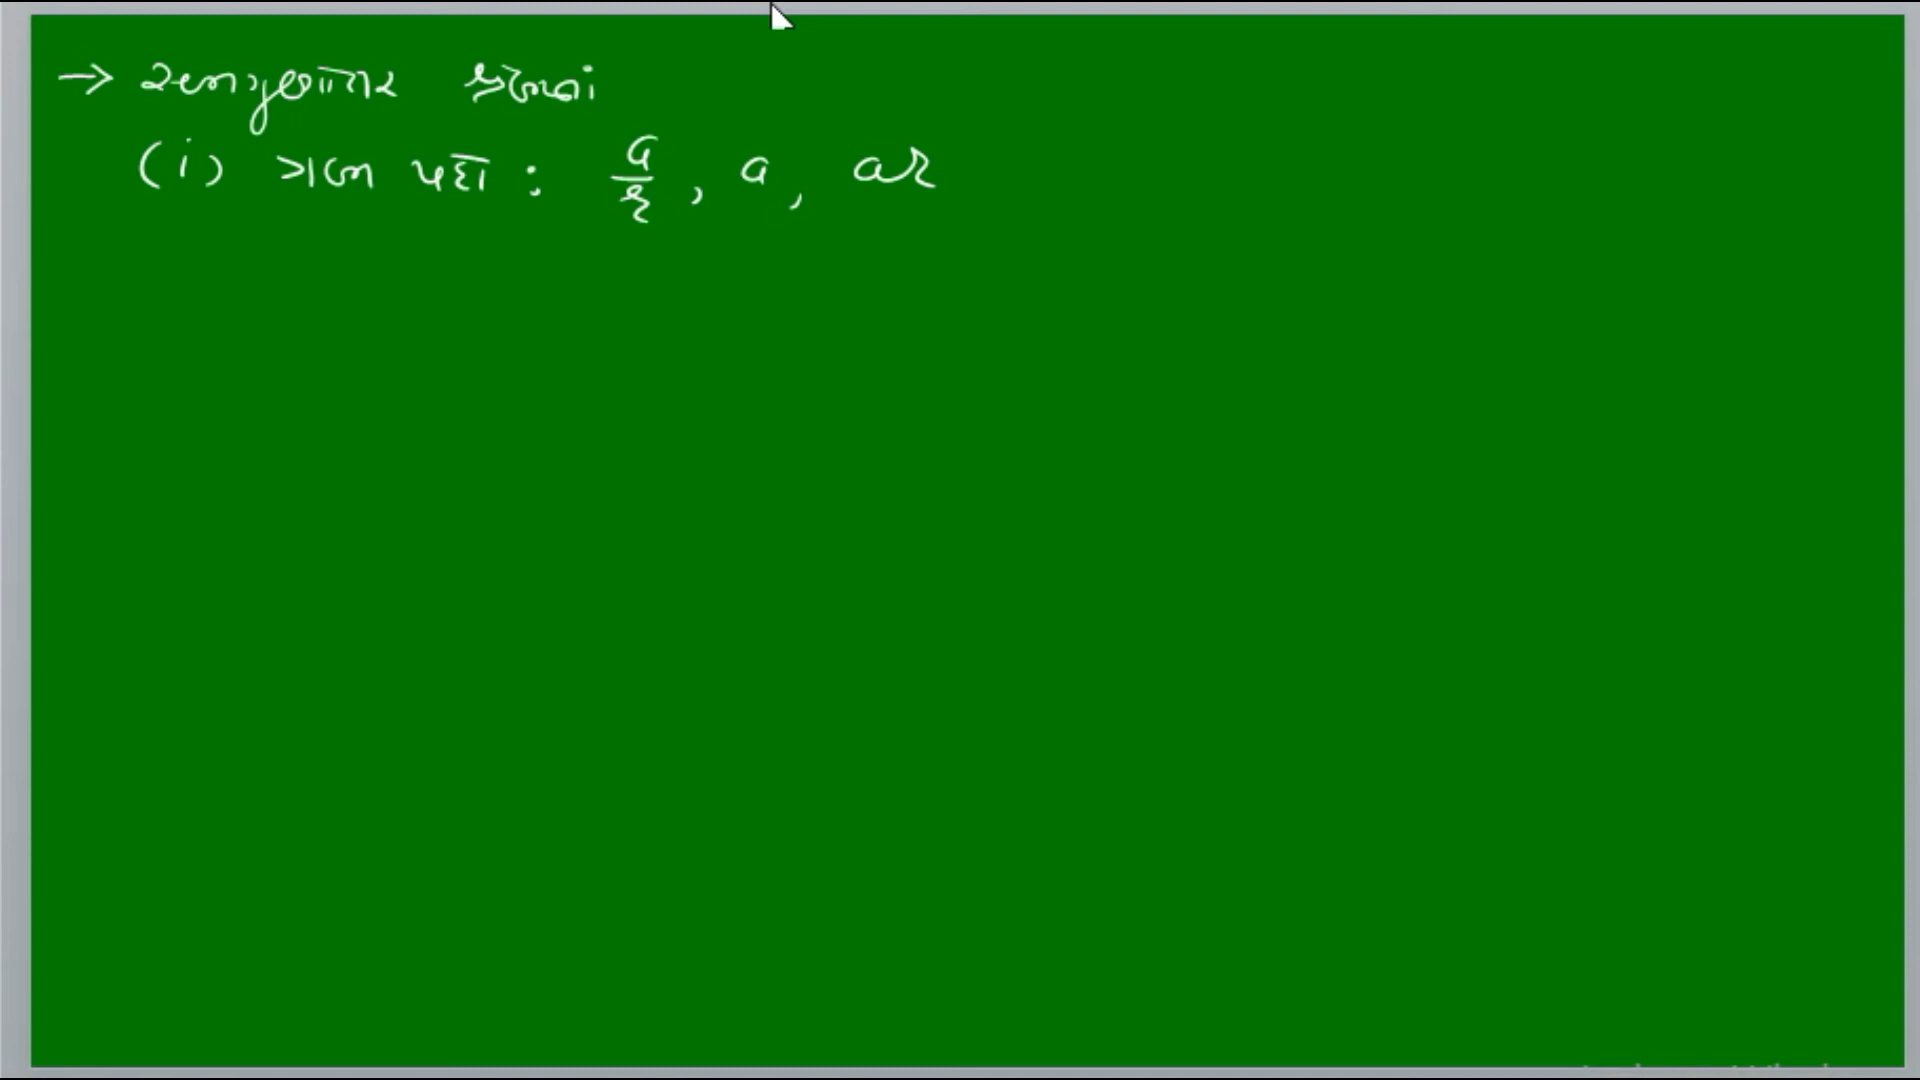 → સમગુણોત્તર શ્રેણીમાં
(i) ત્રણ પદો : a/r , a, ar